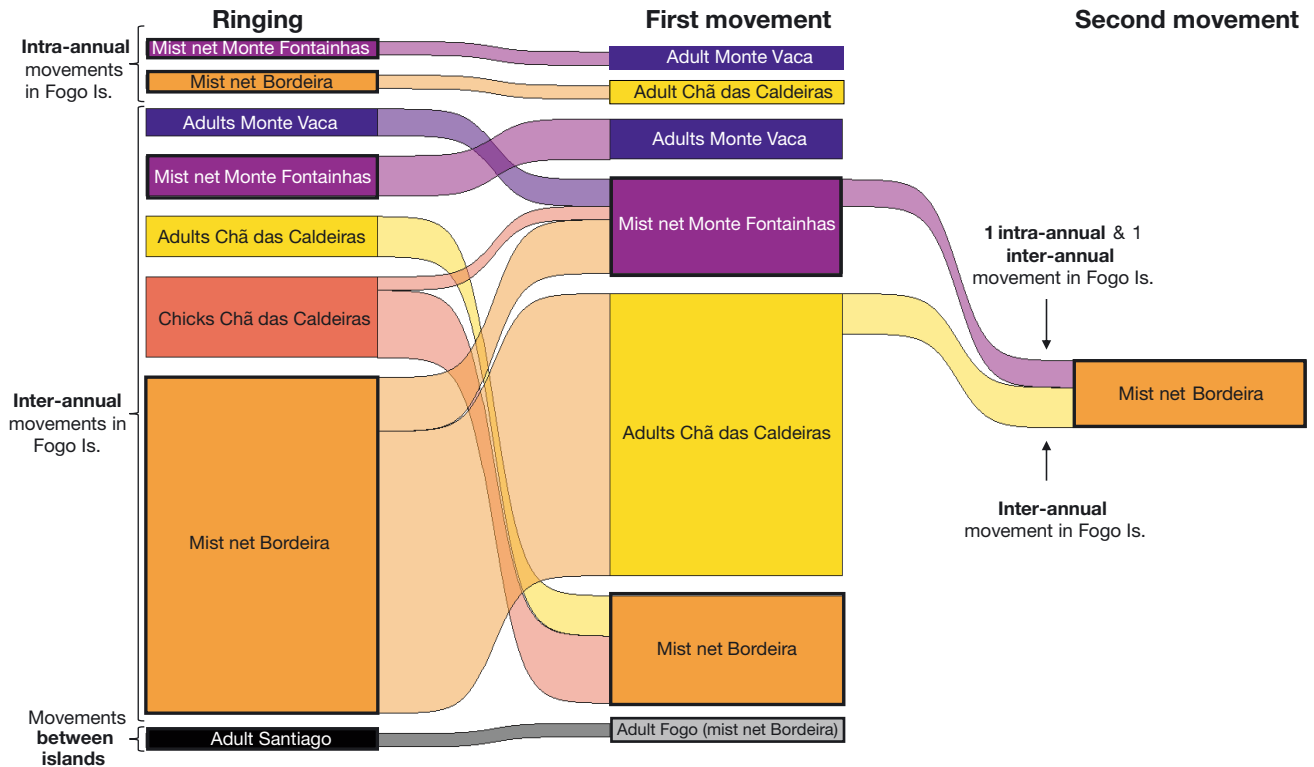 Ringing
First movement
Second movement
Intra-annual
movements
in Fogo Is.
Mist net Monte Fontainhas
Adult Monte Vaca
Mist net Bordeira
Adult Chã das Caldeiras
Adults Monte Vaca
Adults Monte Vaca
Mist net Monte Fontainhas
Mist net Monte Fontainhas
Adults Chã das Caldeiras
1 intra-annual & 1
inter-annual
movement in Fogo Is.
Chicks Chã das Caldeiras
Mist net Bordeira
Inter-annual
movements in
Fogo Is.
Adults Chã das Caldeiras
Mist net Bordeira
Inter-annual
movement in Fogo Is.
Mist net Bordeira
Movements
between
islands
Adult Santiago
Adult Fogo (mist net Bordeira)